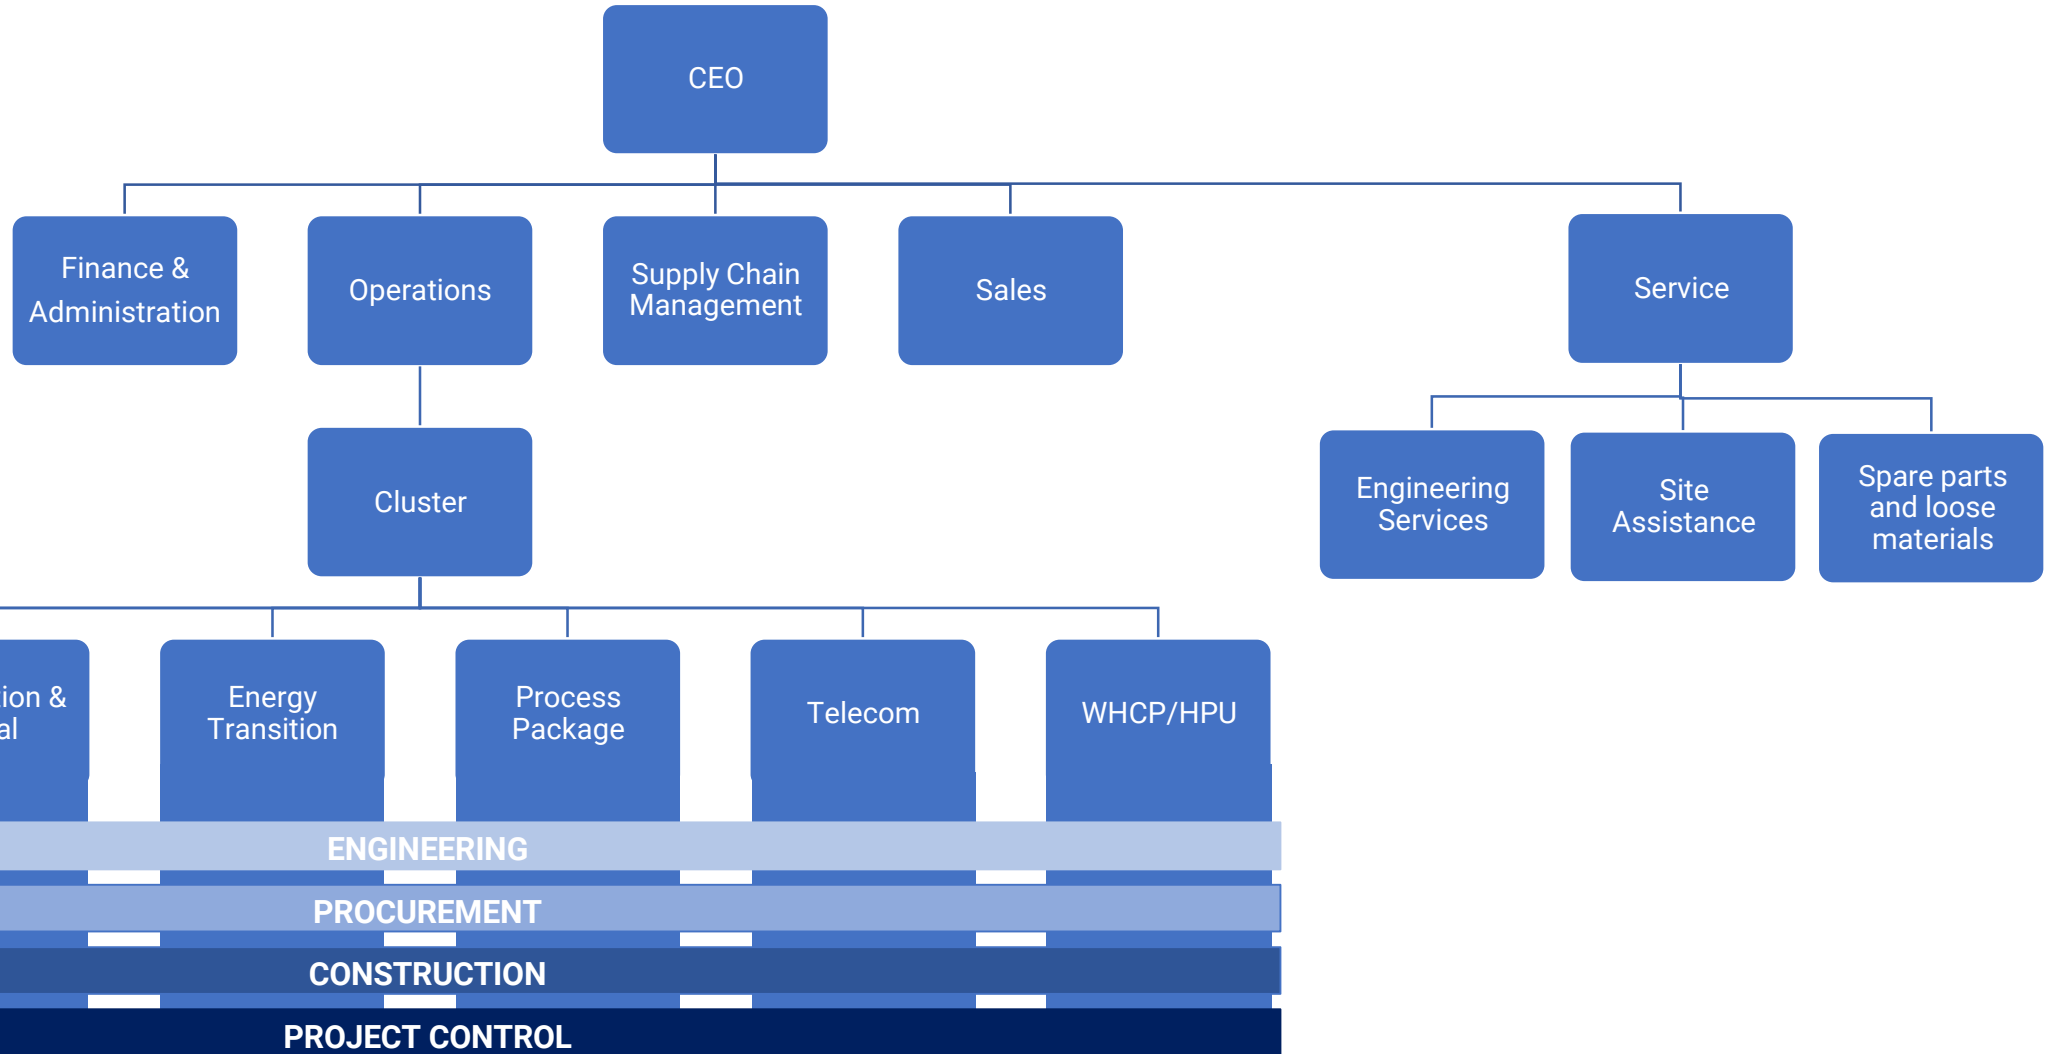 CEO
Finance &
Administration
Operations
Supply Chain
Management
Sales
Service
Cluster
Engineering
Services
Site
Assistance
Spare parts
and loose
materials
&
Energy
Transition
Process
Package
Telecom
WHCP/HPU
ENGINEERING
PROCUREMENT
CONSTRUCTION
PROJECT CONTROL